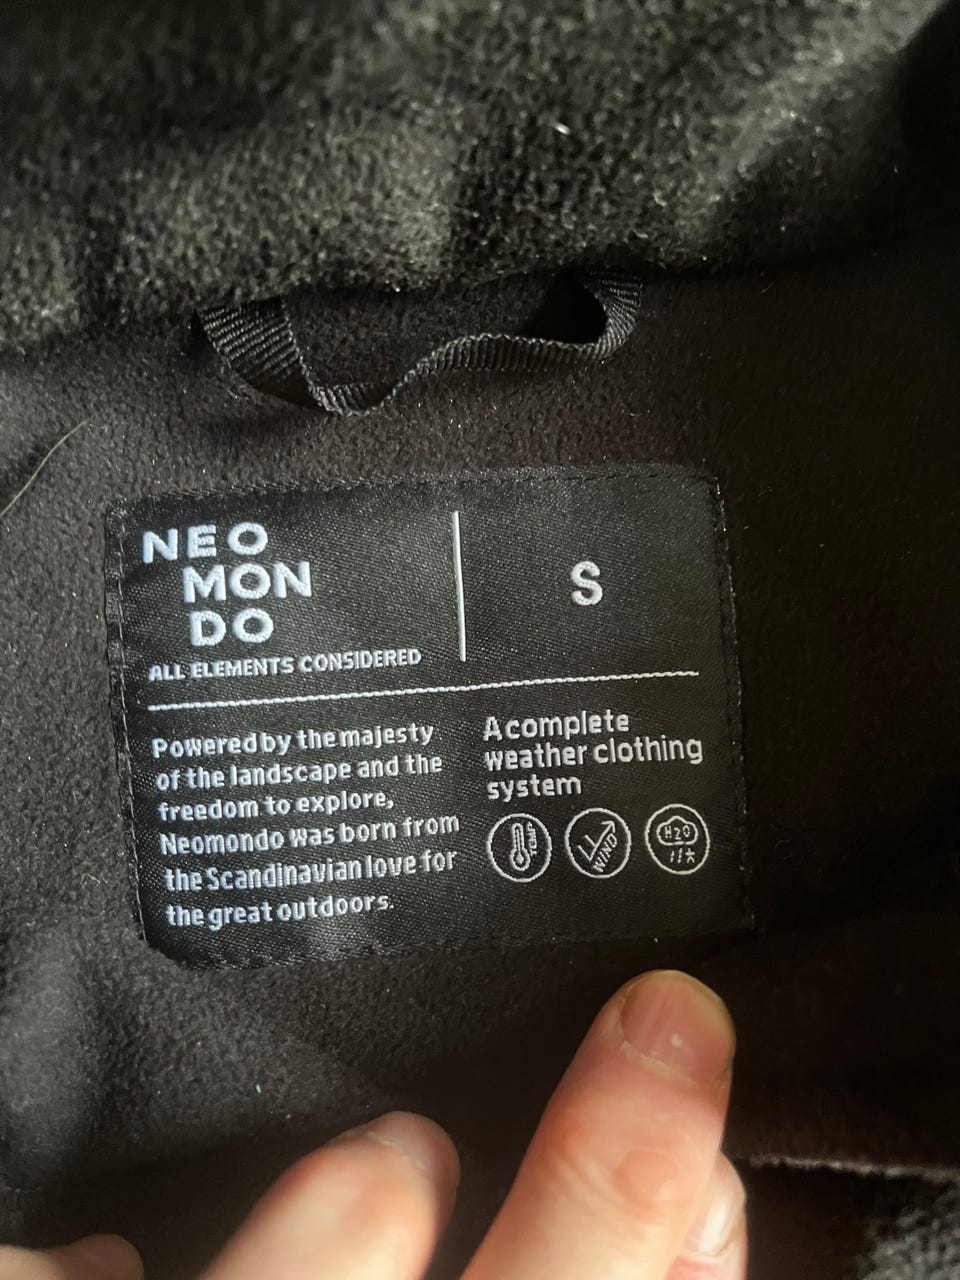 NEO
MON
DO
ALL ELEMENTS CONSIDERED
S
Powered by the majesty
of the landscape and the
freedom to explore,
Neomondo was born from
the Scandinavian love for
the great outdoors.
A complete
weather clothing
system
TEMP
WIND
H2O